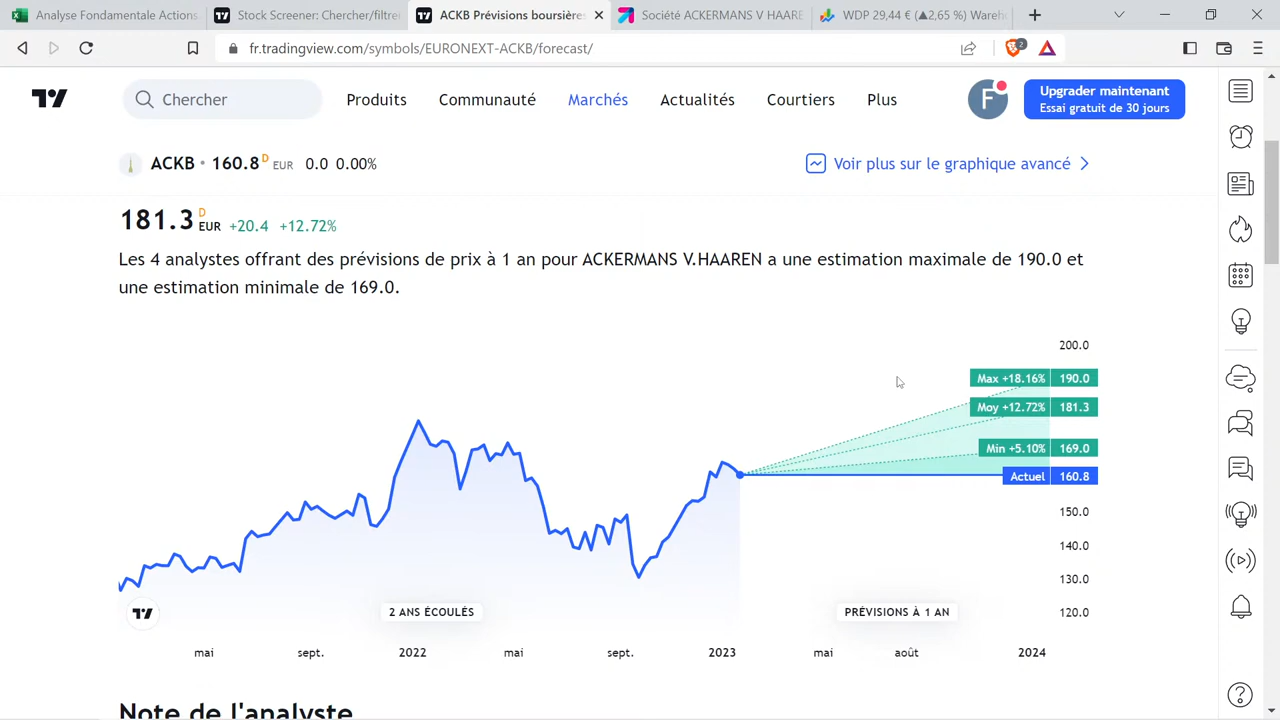 Analyse Fondamentale Actions
Stock Screener: Chercher/filtrer
ACKB Prévisions boursières
Société ACKERMANS V HAARE
WDP 29,44 € (▲2,65 %) Wareh
fr.tradingview.com/symbols/EURONEXT-ACKB/forecast/
2
Chercher
Produits
Communauté
Marchés
Actualités
Courtiers
Plus
F
Upgrader maintenant
Essai gratuit de 30 jours
ACKB • 160.8 D EUR 0.0 0.00%
Voir plus sur le graphique avancé
181.3 D EUR +20.4 +12.72%
Les 4 analystes offrant des prévisions de prix à 1 an pour ACKERMANS V.HAAREN a une estimation maximale de 190.0 et
une estimation minimale de 169.0.
200.0
Max +18.16% 190.0
Moy +12.72% 181.3
Min +5.10% 169.0
Actuel 160.8
150.0
140.0
130.0
120.0
2 ANS ÉCOULÉS
PRÉVISIONS À 1 AN
mai
sept.
2022
mai
sept.
2023
mai
août
2024
Note de l'analyste